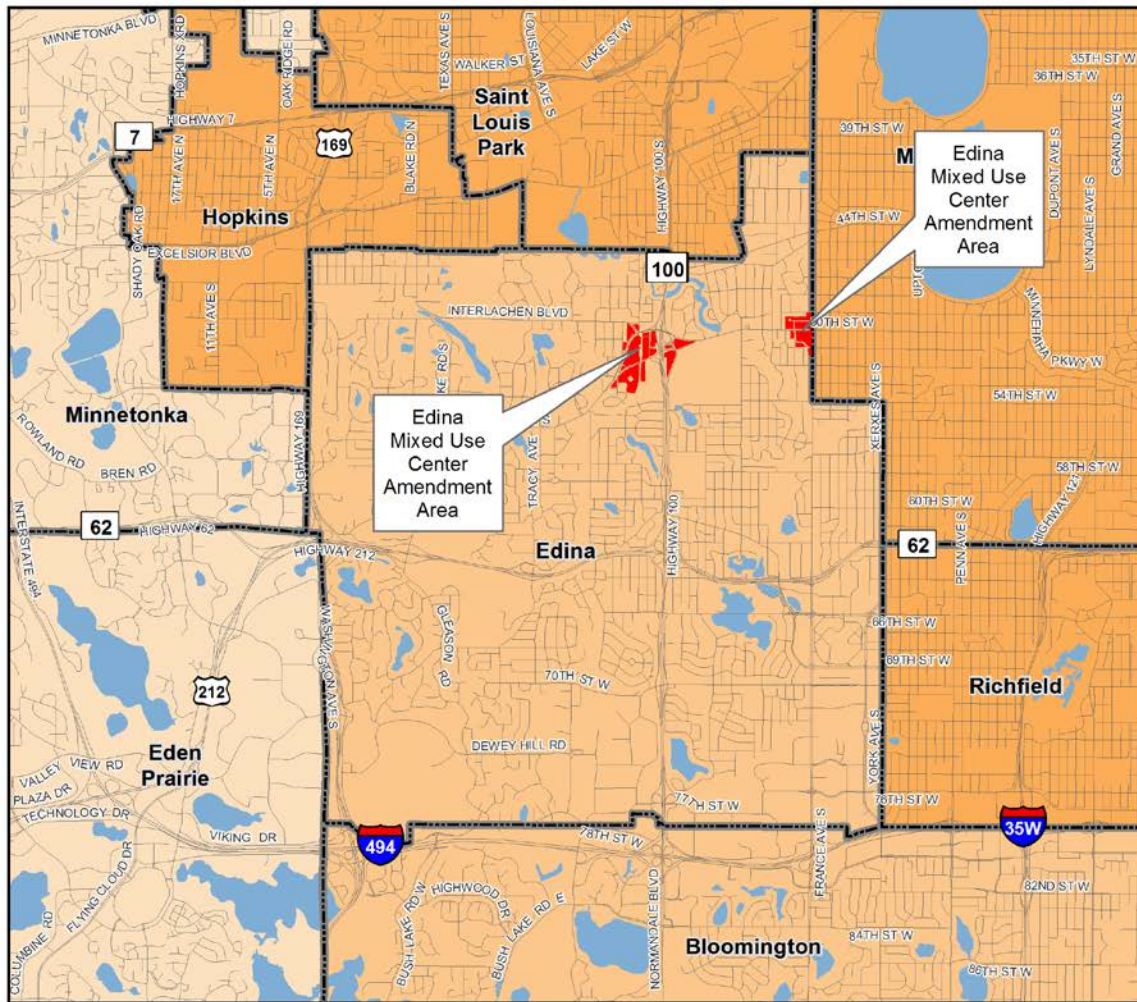 MINNETONKA BLVD
HOPKINS XRD
OAK RIDGE RD
TEXAS AVE S
WALKER ST
LOUISIANA AVE S
LAKE ST W
35TH ST W
36TH ST W
GRAND AVE S
Saint
Louis
Park
HIGHWAY 7
7
169
17TH AVE N
5TH AVE N
BLAKE RD N
HIGHWAY 100 S
39TH ST W
M
Edina
Mixed Use
Center
Amendment
Area
DUPONT AVE S
LYNDALE AVE S
Hopkins
44TH ST W
SHADY OAK RD
EXCELSIOR BLVD
100
UPTO
11TH AVE S
INTERLACHEN BLVD
50TH ST W
MINNEHAHA
PKWY W
KE RD S
XERXES AVE S
54TH ST W
Minnetonka
ROWLAND RD
BREN RD
HIGHWAY 169
Edina
Mixed Use
Center
Amendment
Area
TRACY AVE S
58TH ST W
60TH ST W
HIGHWAY 121
PENN AVE S
62
HIGHWAY 62
HIGHWAY 212
Edina
HIGHWAY 100
62
INTERSTATE 494
WASHINGTON AVE S
GLEASON RD
66TH ST W
69TH ST W
70TH ST W
Richfield
212
Eden
Prairie
DEWEY HILL RD
YORK AVE S
VALLEY VIEW RD
PLAZA DR
TECHNOLOGY DR
VIKING DR
77TH ST W
76TH ST W
494
78TH ST W
35W
FLYING CLOUD DR
COLUMBINE RD
BUSH LAKE RD W
HIGHWOOD DR
BUSH LAKE RD E
NORMANDALE BLVD
FRANCE AVE S
82ND ST W
Bloomington
84TH ST W
86TH ST W